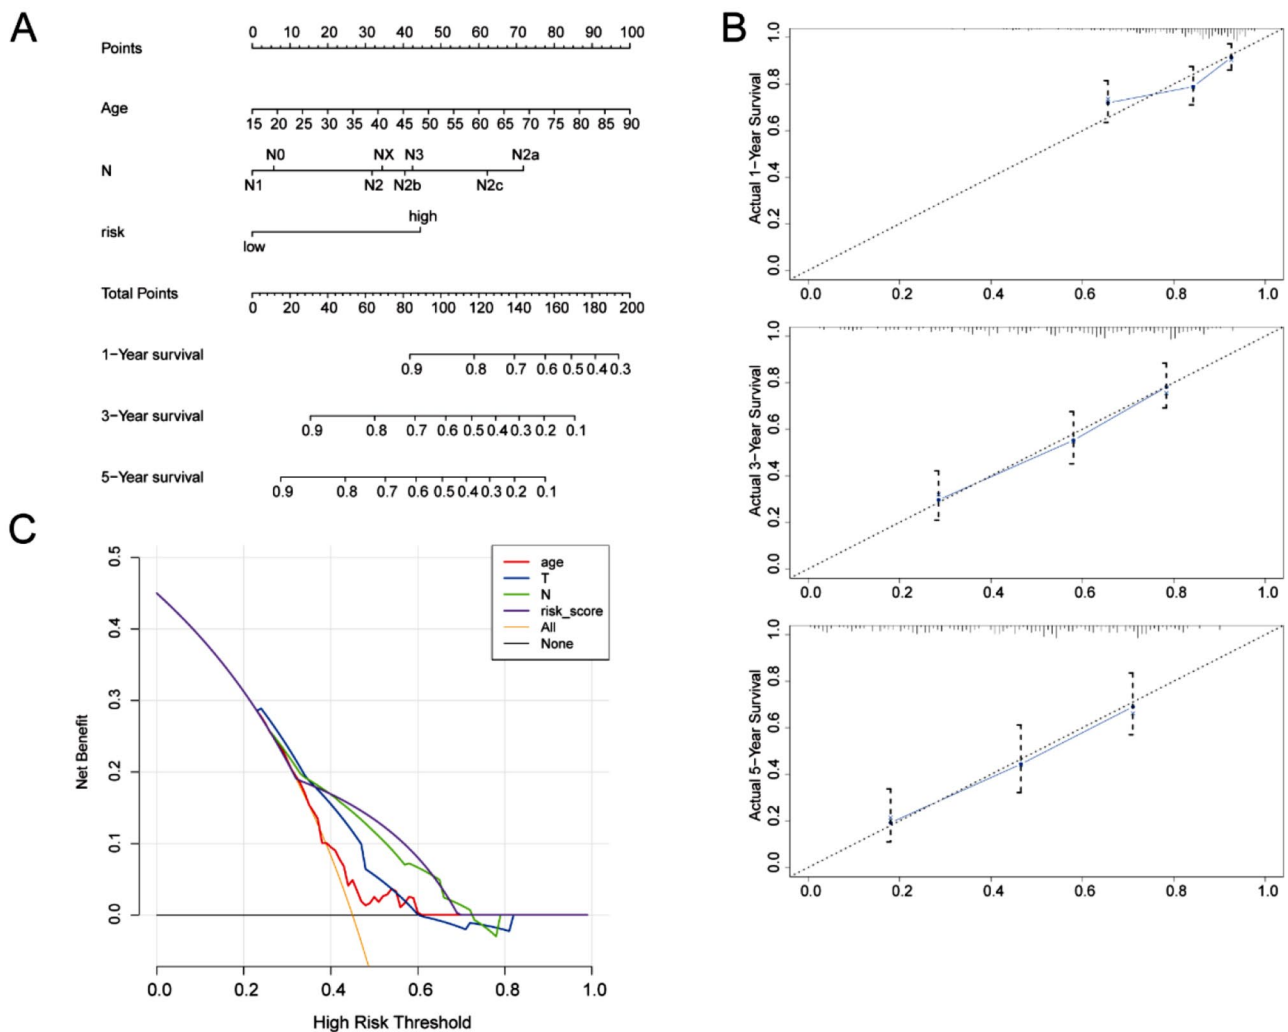 A
Points
0 10 20 30 40 50 60 70 80 90 100
Age
15 20 25 30 35 40 45 50 55 60 65 70 75 80 85 90
N0 NX N3 N2a
N
N1 N2 N2b N2c
high
risk
low
Total Points
0 20 40 60 80 100 120 140 160 180 200
1-Year survival
0.9 0.8 0.7 0.6 0.5 0.4 0.3
3-Year survival
0.9 0.8 0.7 0.6 0.5 0.4 0.3 0.2 0.1
5-Year survival
0.9 0.8 0.7 0.6 0.5 0.4 0.3 0.2 0.1
B
Actual 1-Year Survival
1.0
0.8
0.6
0.4
0.2
0.0
0.0 0.2 0.4 0.6 0.8 1.0
Actual 3-Year Survival
1.0
0.8
0.6
0.4
0.2
0.0
0.0 0.2 0.4 0.6 0.8 1.0
Actual 5-Year Survival
1.0
0.8
0.6
0.4
0.2
0.0
0.0 0.2 0.4 0.6 0.8 1.0
C
Net Benefit
0.5
0.4
0.3
0.2
0.1
0.0
age
T
N
risk_score
All
None
0.0 0.2 0.4 0.6 0.8 1.0
High Risk Threshold